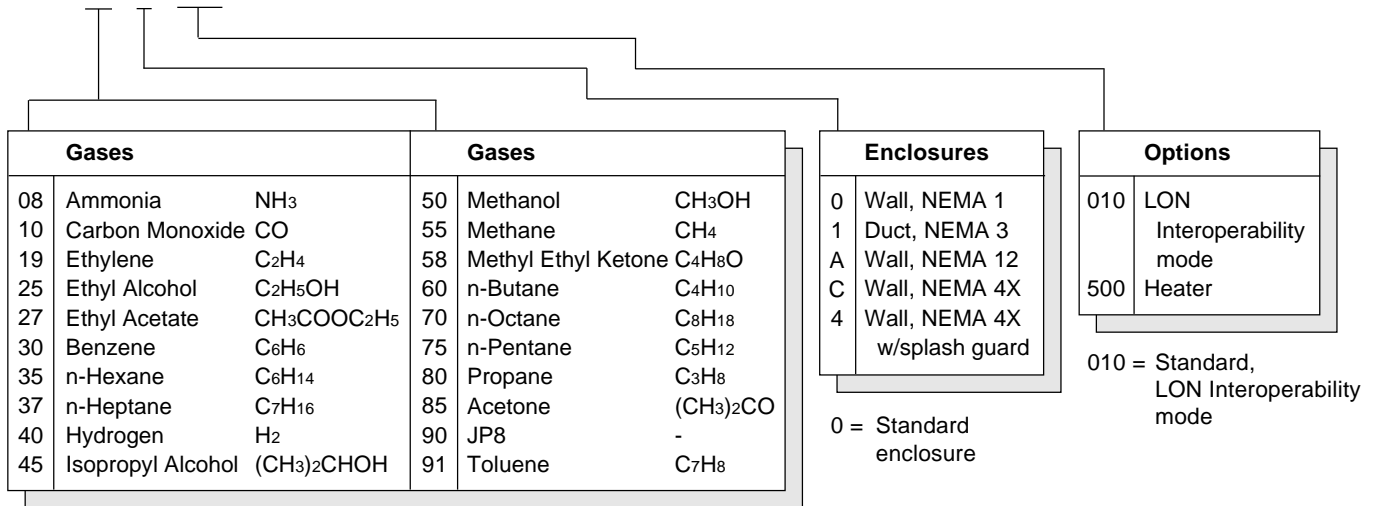 Gases Gases Enclosures Options
08 Ammonia NH3 50 Methanol CH3OH 0 Wall, NEMA 1 010 LON
10 Carbon Monoxide CO 55 Methane CH4 1 Duct, NEMA 3 Interoperability
19 Ethylene C2H4 58 Methyl Ethyl Ketone C4H8O A Wall, NEMA 12 mode
25 Ethyl Alcohol C2H5OH 60 n-Butane C4H10 C Wall, NEMA 4X 500 Heater
27 Ethyl Acetate CH3COOC2H5 70 n-Octane C8H18 4 Wall, NEMA 4X
30 Benzene C6H6 75 n-Pentane C5H12 w/splash guard
35 n-Hexane C6H14 80 Propane C3H8 010 = Standard,
37 n-Heptane C7H16 85 Acetone (CH3)2CO LON Interoperability
40 Hydrogen H2 90 JP8 - 0 = Standard mode
45 Isopropyl Alcohol (CH3)2CHOH 91 Toluene C7H8 enclosure